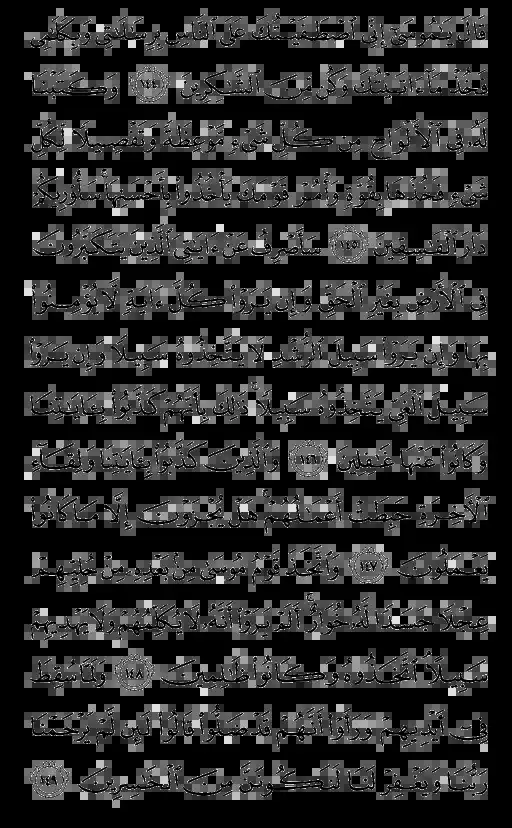 قَالَ يَٰمُوسَىٰٓ إِنِّي ٱصۡطَفَيۡتُكَ عَلَى ٱلنَّاسِ بِرِسَٰلَٰتِي وَبِكَلَٰمِي
فَخُذۡ مَآ ءَاتَيۡتُكَ وَكُن مِّنَ ٱلشَّٰكِرِينَ ١٤٤ وَكَتَبۡنَا
لَهُۥ فِي ٱلۡأَلۡوَاحِ مِن كُلِّ شَيۡءٖ مَّوۡعِظَةٗ وَتَفۡصِيلٗا لِّكُلِّ
شَيۡءٖ فَخُذۡهَا بِقُوَّةٖ وَأۡمُرۡ قَوۡمَكَ يَأۡخُذُواْ بِأَحۡسَنِهَاۚ سَأُوْرِيكُمۡ
دَارَ ٱلۡفَٰسِقِينَ ١٤٥ سَأَصۡرِفُ عَنۡ ءَايَٰتِيَ ٱلَّذِينَ يَتَكَبَّرُونَ
فِي ٱلۡأَرۡضِ بِغَيۡرِ ٱلۡحَقِّ وَإِن يَرَوۡاْ كُلَّ ءَايَةٖ لَّا يُؤۡمِنُواْ
بِهَا وَإِن يَرَوۡاْ سَبِيلَ ٱلرُّشۡدِ لَا يَتَّخِذُوهُ سَبِيلٗا وَإِن يَرَوۡاْ
سَبِيلَ ٱلۡغَيِّ يَتَّخِذُوهُ سَبِيلٗاۚ ذَٰلِكَ بِأَنَّهُمۡ كَذَّبُواْ بِـَٔايَٰتِنَا
وَكَانُواْ عَنۡهَا غَٰفِلِينَ ١٤٦ وَٱلَّذِينَ كَذَّبُواْ بِـَٔايَٰتِنَا وَلِقَآءِ
ٱلۡأٓخِرَةِ حَبِطَتۡ أَعۡمَٰلُهُمۡۚ هَلۡ يُجۡزَوۡنَ إِلَّا مَا كَانُواْ
يَعۡمَلُونَ ١٤٧ وَٱتَّخَذَ قَوۡمُ مُوسَىٰ مِنۢ بَعۡدِهِۦ مِنۡ حُلِيِّهِمۡ
عِجۡلٗا جَسَدٗا لَّهُۥ خُوَارٌۚ أَلَمۡ يَرَوۡاْ أَنَّهُۥ لَا يُكَلِّمُهُمۡ وَلَا يَهۡدِيهِمۡ
سَبِيلًاۘ ٱتَّخَذُوهُ وَكَانُواْ ظَٰلِمِينَ ١٤٨ وَلَمَّا سُقِطَ
فِيٓ أَيۡدِيهِمۡ وَرَأَوۡاْ أَنَّهُمۡ قَدۡ ضَلُّواْ قَالُواْ لَئِن لَّمۡ يَرۡحَمۡنَا
رَبُّنَا وَيَغۡفِرۡ لَنَا لَنَكُونَنَّ مِنَ ٱلۡخَٰسِرِينَ ١٤٩